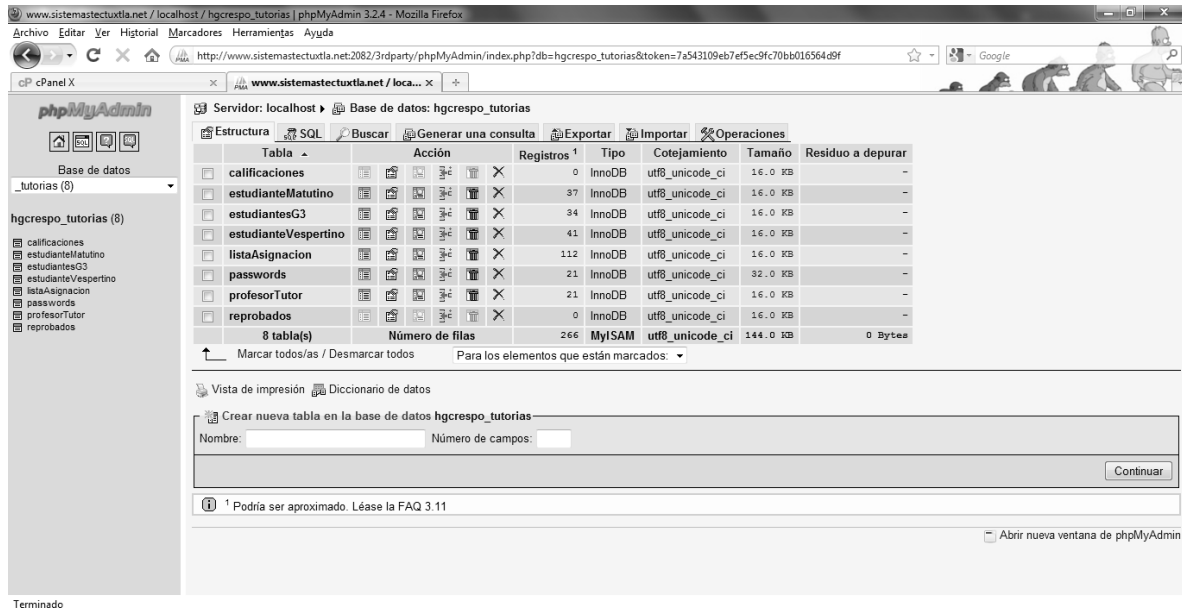 www.sistemastectuxtla.net / localhost / hgcrespo_tutorias | phpMyAdmin 3.2.4 - Mozilla Firefox
Archivo Editar Ver Historial Marcadores Herramientas Ayuda
http://www.sistemastectuxtla.net:2082/3rdparty/phpMyAdmin/index.php?db=hgcrespo_tutorias&token=7a543109eb7ef5ec9fc70bb016564d9f
Google
cP cPanel X
www.sistemastectuxtla.net / loca...
phpMyAdmin
Base de datos
_tutorias (8)
hgcrespo_tutorias (8)
calificaciones
estudianteMatutino
estudiantesG3
estudianteVespertino
listaAsignacion
passwords
profesorTutor
reprobados
Servidor: localhost Base de datos: hgcrespo_tutorias
Estructura SQL Buscar Generar una consulta Exportar Importar Operaciones
Tabla Acción Registros 1 Tipo Cotejamiento Tamaño Residuo a depurar
calificaciones 0 InnoDB utf8_unicode_ci 16.0 KB -
estudianteMatutino 37 InnoDB utf8_unicode_ci 16.0 KB -
estudiantesG3 34 InnoDB utf8_unicode_ci 16.0 KB -
estudianteVespertino 41 InnoDB utf8_unicode_ci 16.0 KB -
listaAsignacion 112 InnoDB utf8_unicode_ci 16.0 KB -
passwords 21 InnoDB utf8_unicode_ci 32.0 KB -
profesorTutor 21 InnoDB utf8_unicode_ci 16.0 KB -
reprobados 0 InnoDB utf8_unicode_ci 16.0 KB -
8 tabla(s) Número de filas 266 MyISAM utf8_unicode_ci 144.0 KB 0 Bytes
Marcar todos/as / Desmarcar todos Para los elementos que están marcados:
Vista de impresión Diccionario de datos
Crear nueva tabla en la base de datos hgcrespo_tutorias
Nombre: Número de campos:
Continuar
1 Podría ser aproximado. Léase la FAQ 3.11
Abrir nueva ventana de phpMyAdmin
Terminado